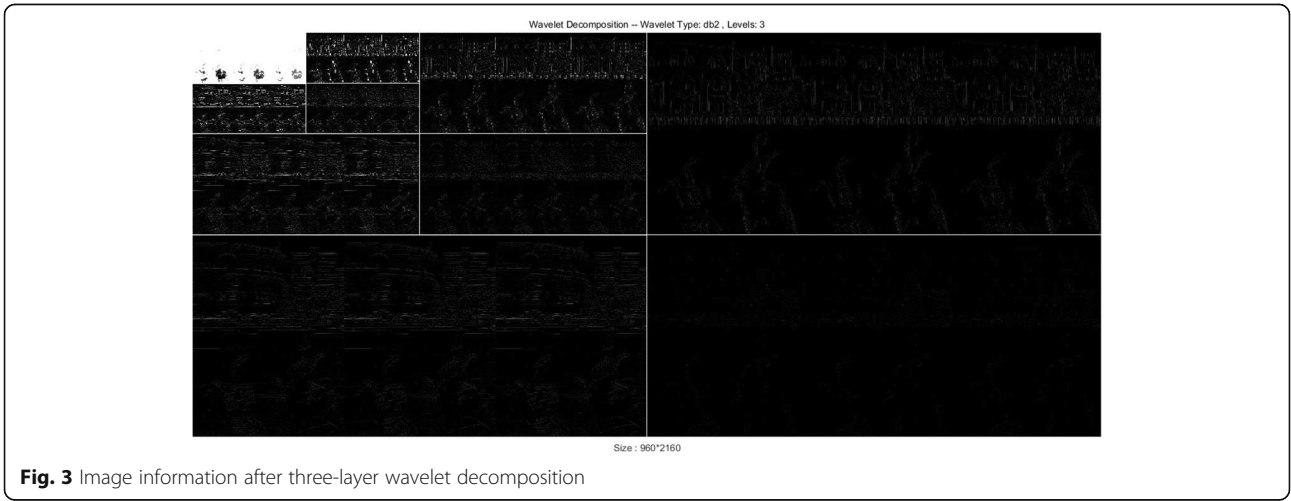 Wavelet Decomposition -- Wavelet Type: db2 , Levels: 3
Size : 960*2160
Fig. 3 Image information after three-layer wavelet decomposition